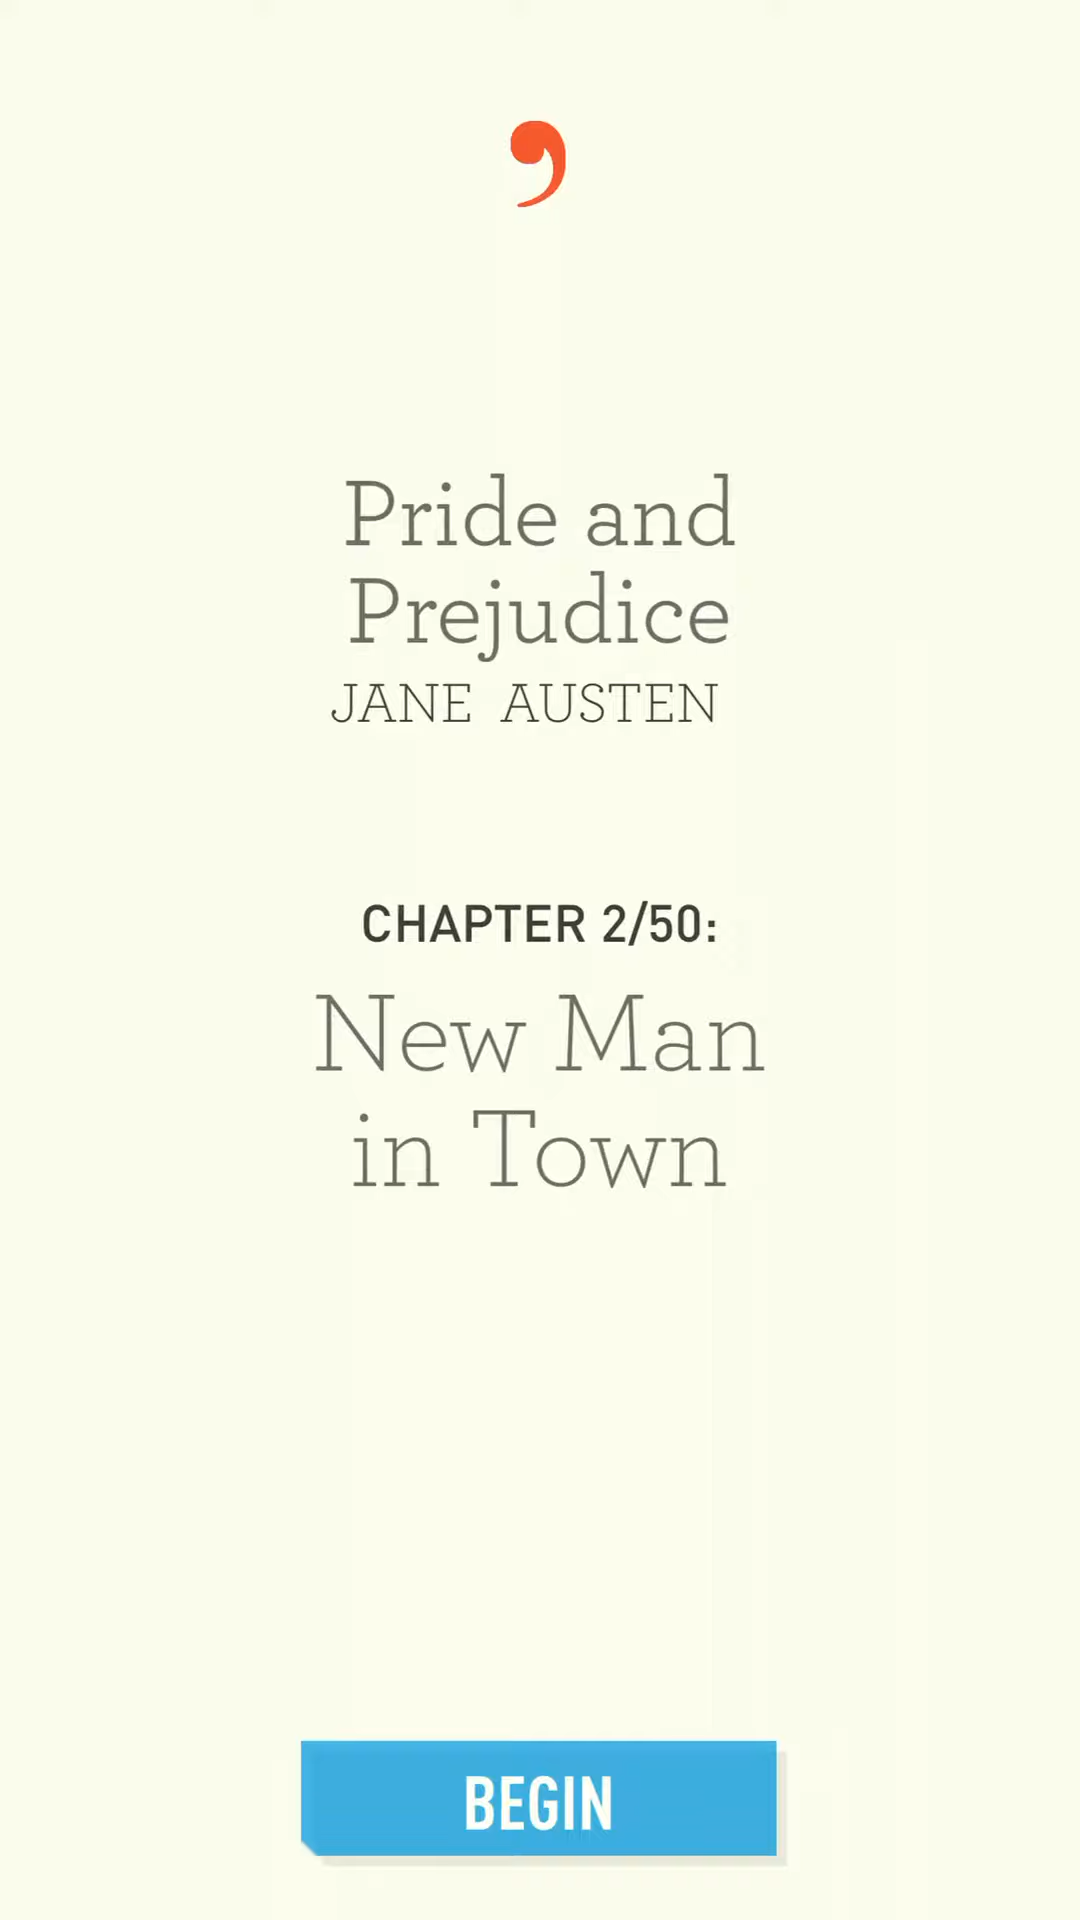 ,
Pride and
Prejudice
JANE AUSTEN
CHAPTER 2/50:
New Man
in Town
BEGIN